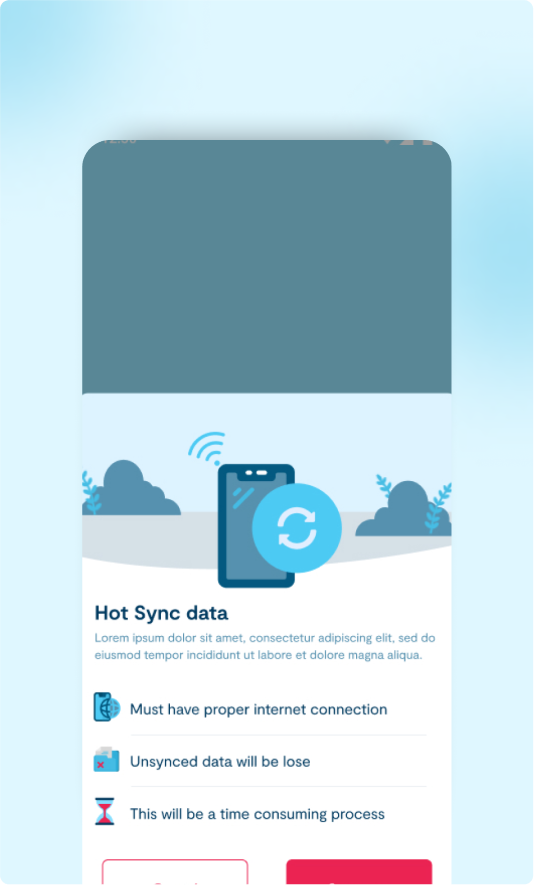 Hot Sync data
Lorem ipsum dolor sit amet, consectetur adipiscing elit, sed do
eiusmod tempor incididunt ut labore et dolore magna aliqua.
Must have proper internet connection
Unsynced data will be lose
This will be a time consuming process